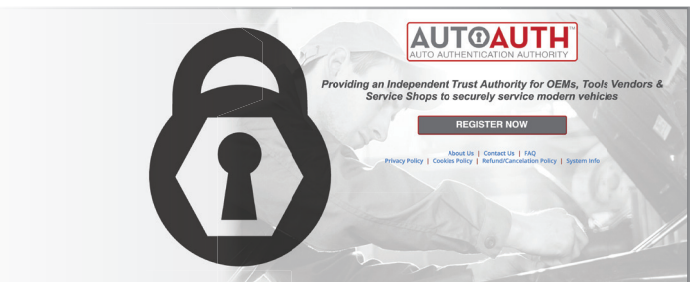 AUTOAUTH™
AUTO AUTHENTICATION AUTHORITY
Providing an Independent Trust Authority for OEMs, Tools Vendors &
Service Shops to securely service modern vehicles
REGISTER NOW
About Us | Contact Us | FAQ
Privacy Policy | Cookies Policy | Refund/Cancelation Policy | System Info